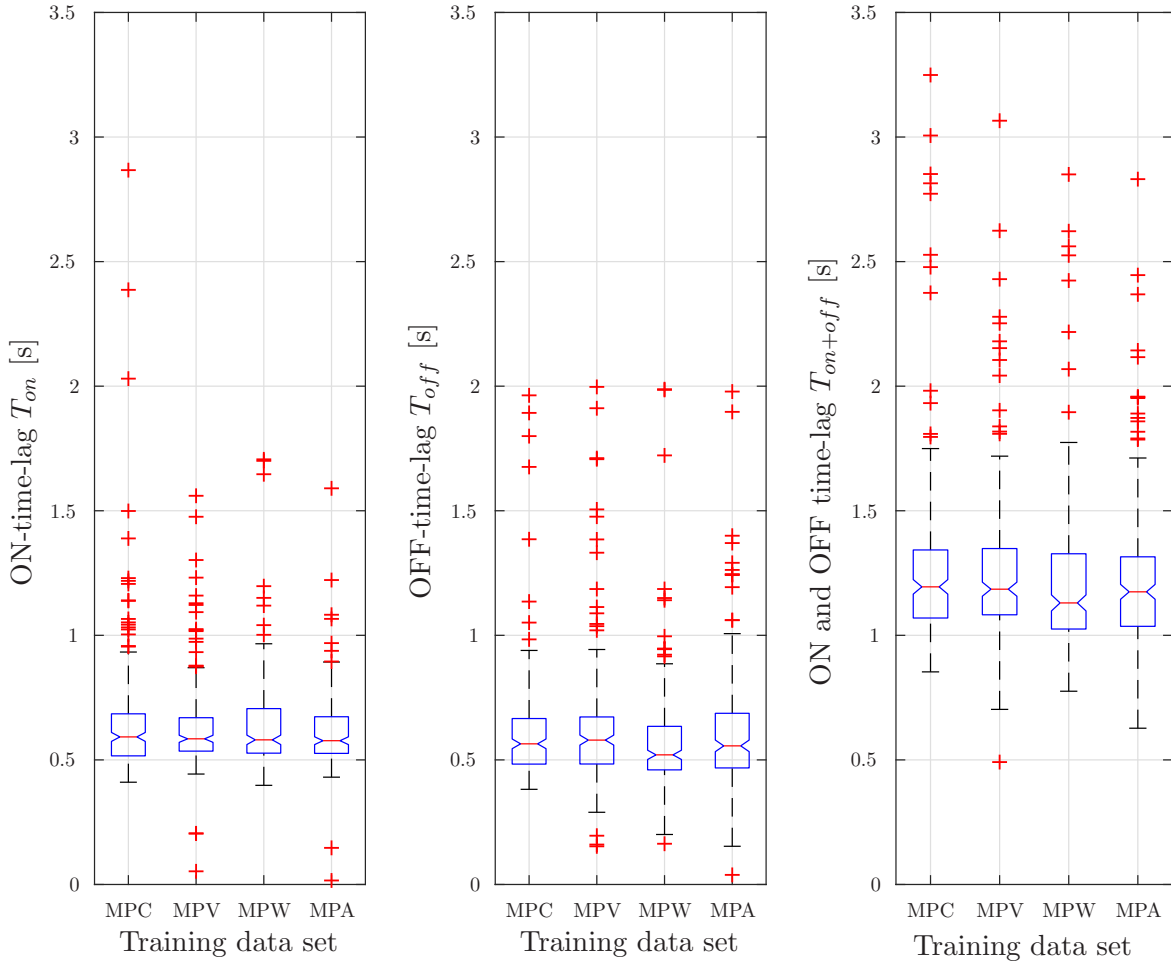 ON-time-lag T_on [s]
3.5
3
2.5
2
1.5
1
0.5
0
MPC MPV MPW MPA
Training data set
OFF-time-lag T_off [s]
3.5
3
2.5
2
1.5
1
0.5
0
MPC MPV MPW MPA
Training data set
ON and OFF time-lag T_on+off [s]
3.5
3
2.5
2
1.5
1
0.5
0
MPC MPV MPW MPA
Training data set